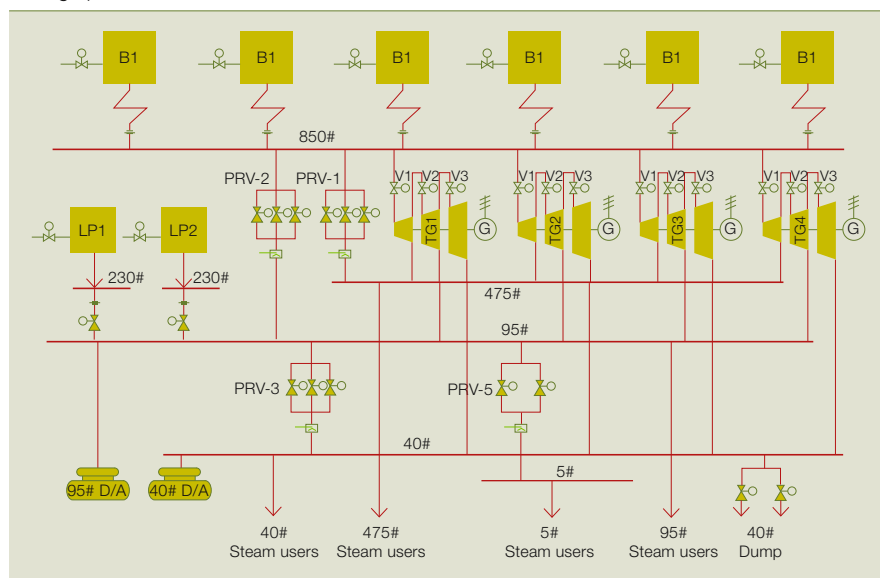 B1 B1 B1 B1 B1 B1
850#
PRV-2 PRV-1 V1 V2 V3 V1 V2 V3 V1 V2 V3 V1 V2 V3
LP1 LP2 TG1 G TG2 G TG3 G TG4 G
230# 230#
475#
95#
PRV-3 PRV-5
40#
5#
95# D/A 40# D/A
40# 475# 5# 95# 40#
Steam users Steam users Steam users Steam users Dump